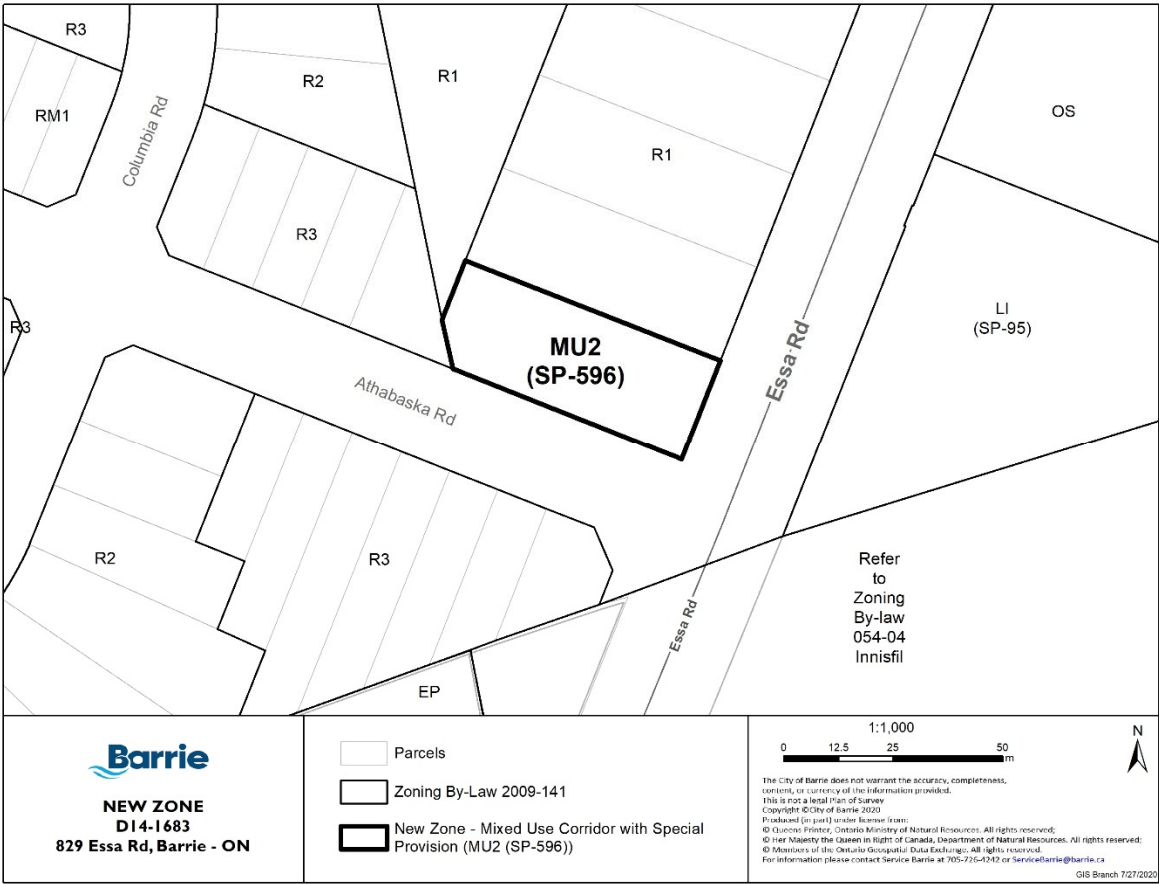 R3
R2
R1
OS
RM1
Columbia Rd
R1
R3
LI
(SP-95)
R3
MU2
(SP-596)
Essa Rd
Athabaska Rd
R2
R3
Refer
to
Zoning
By-law
054-04
Innisfil
Essa Rd
EP
Barrie
NEW ZONE
D14-1683
829 Essa Rd, Barrie - ON
Parcels
Zoning By-Law 2009-141
New Zone - Mixed Use Corridor with Special
Provision (MU2 (SP-596))
1:1,000
0 12.5 25 50
m
N
The City of Barrie does not warrant the accuracy, completeness,
content, or currency of the information provided.
This is not a legal Plan of Survey
Copyright ©City of Barrie 2020
Produced (in part) under license from:
© Queens Printer, Ontario Ministry of Natural Resources. All rights reserved;
© Her Majesty the Queen in Right of Canada, Department of Natural Resources. All rights reserved;
© Members of the Ontario Geospatial Data Exchange. All rights reserved.
For information please contact Service Barrie at 705-726-4242 or ServiceBarrie@barrie.ca
GIS Branch 7/27/2020